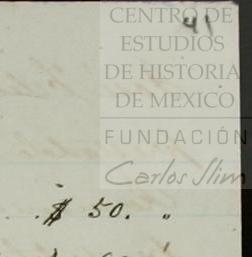 41
CENTRO DE
ESTUDIOS
DE HISTORIA
DE MEXICO
FUNDACIÓN
Carlos Slim
. $ 50. "